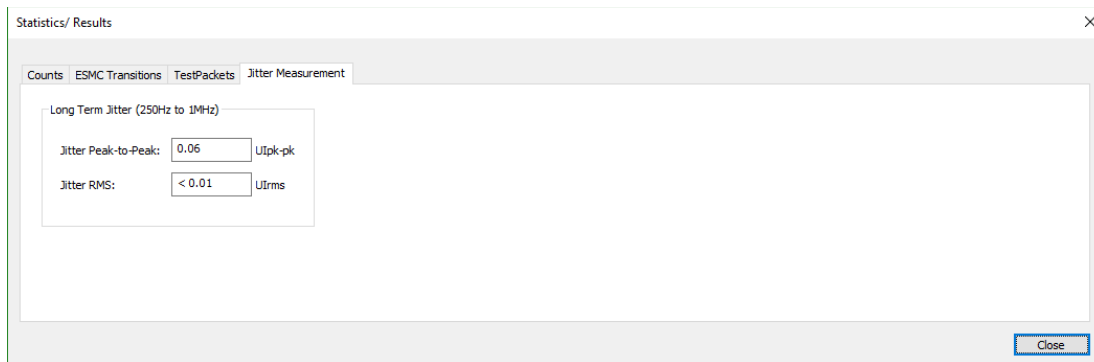 Statistics/ Results
Counts ESMC Transitions TestPackets Jitter Measurement
Long Term Jitter (250Hz to 1MHz)
Jitter Peak-to-Peak: 0.06 UIpk-pk
Jitter RMS: < 0.01 UIrms
Close